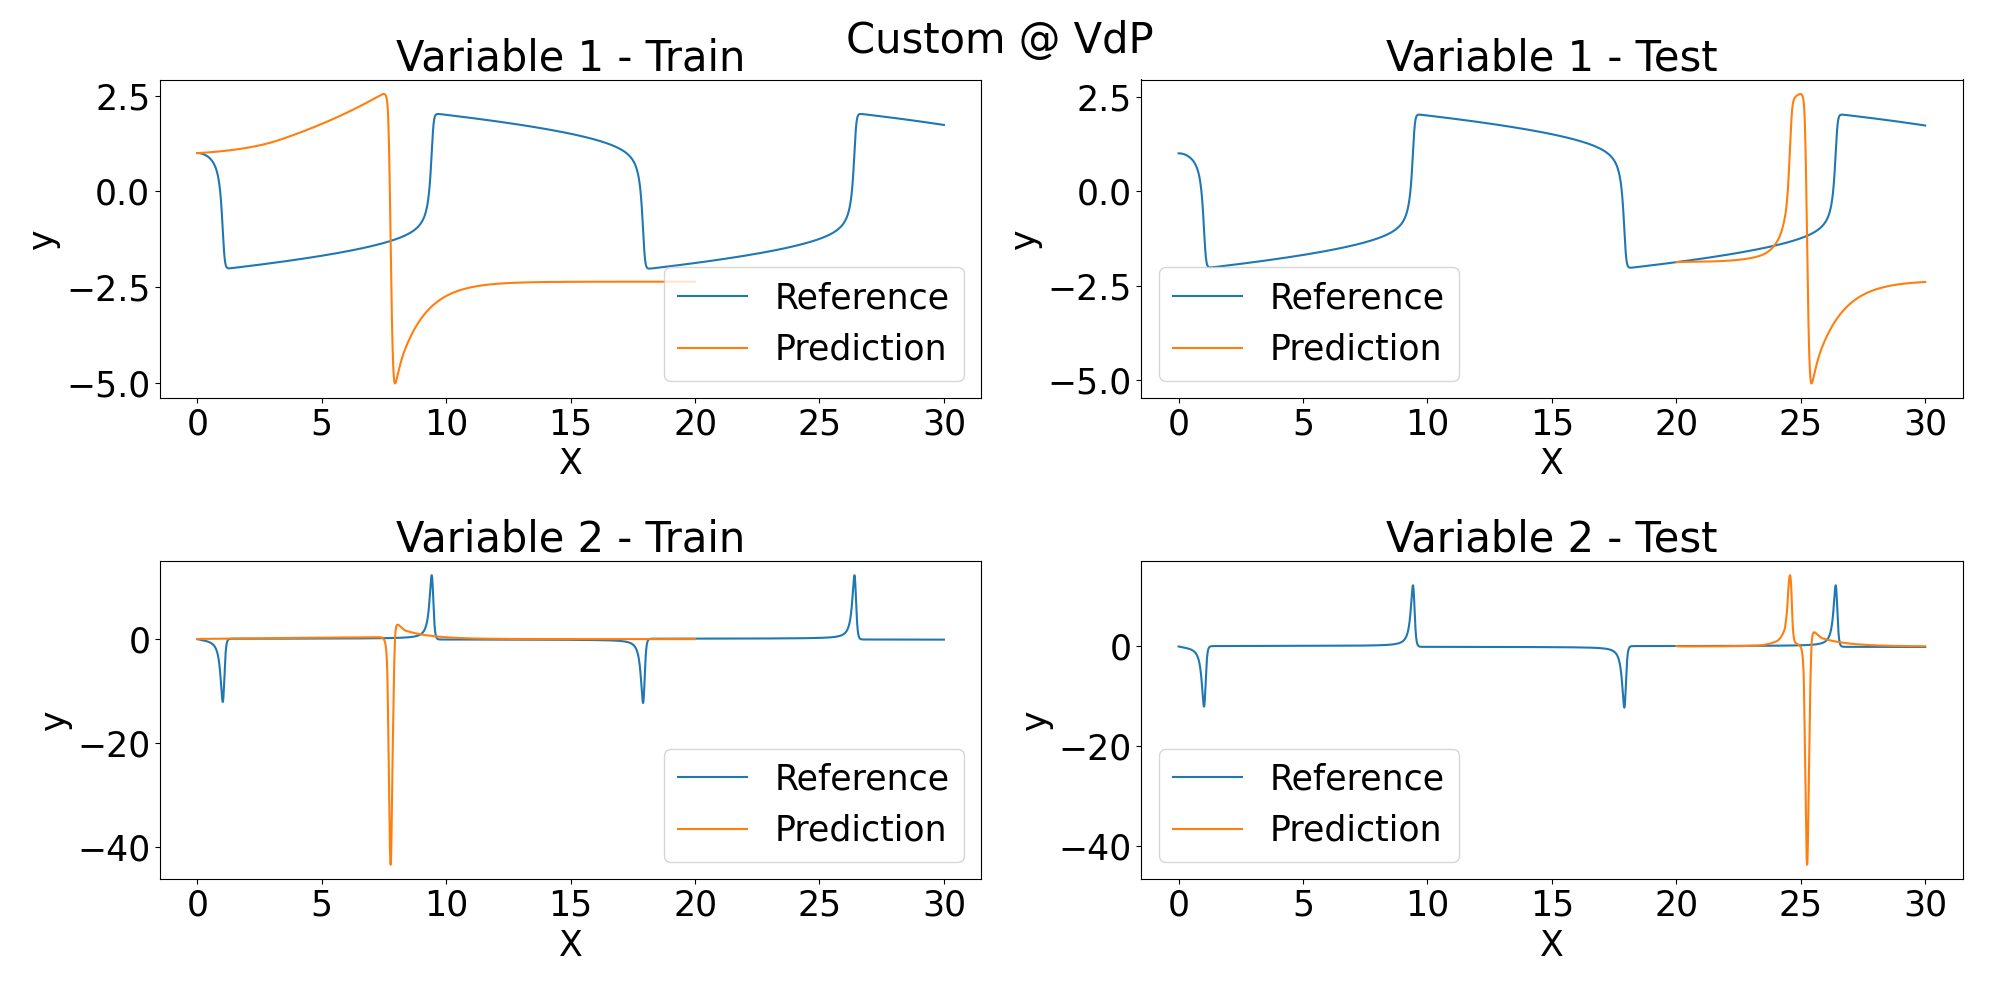 Custom @ VdP
Variable 1 - Train
2.5
0.0
−2.5
−5.0
y
Reference
Prediction
0 5 10 15 20 25 30
X
Variable 1 - Test
2.5
0.0
−2.5
−5.0
y
Reference
Prediction
0 5 10 15 20 25 30
X
Variable 2 - Train
0
−20
−40
y
Reference
Prediction
0 5 10 15 20 25 30
X
Variable 2 - Test
0
−20
−40
y
Reference
Prediction
0 5 10 15 20 25 30
X